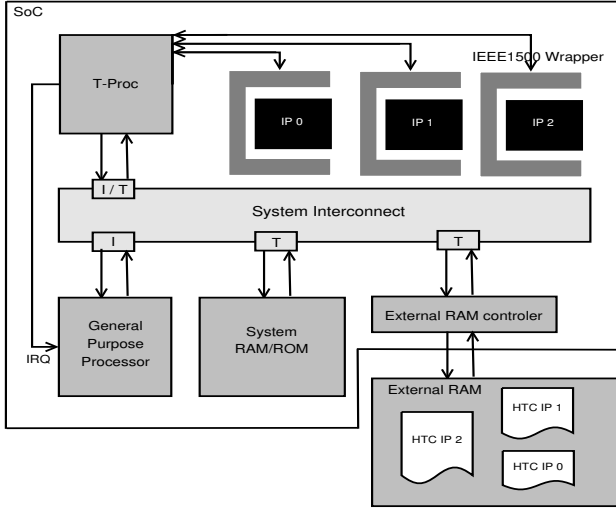 SoC
IEEE1500 Wrapper
T-Proc
IP 0
IP 1
IP 2
I / T
System Interconnect
I
T
T
General
Purpose
Processor
System
RAM/ROM
External RAM controler
IRQ
External RAM
HTC IP 1
HTC IP 2
HTC IP 0